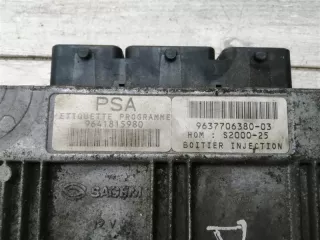 PSA
ETIQUETTE PROGRAMME
9641815980
9637706380-03
HOM : S2000-25
BOITIER INJECTION
SAGEM